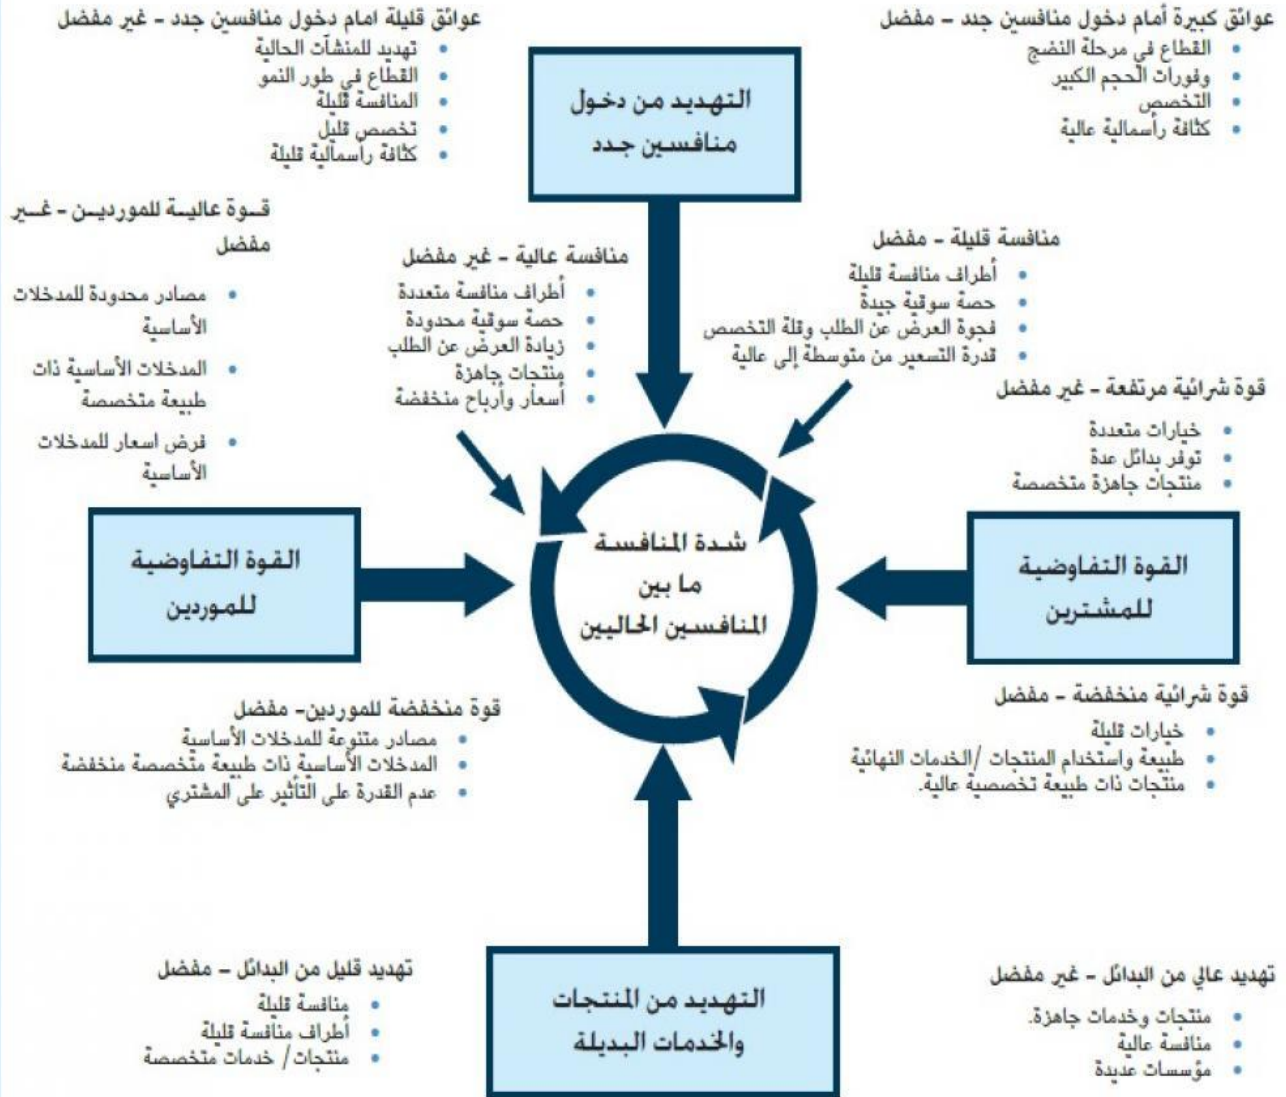 عوائق كبيرة أمام دخول منافسين جدد – مفضل
القطاع في مرحلة النضج
وفورات الحجم الكبير
التخصص
كثافة رأسمالية عالية
التهديد من دخول
منافسين جدد
عوائق قليلة امام دخول منافسين جدد – غير مفضل
تهديد للمنشآت الحالية
القطاع في طور النمو
المنافسة قليلة
تخصص قليل
كثافة رأسمالية قليلة
منافسة قليلة – مفضل
أطراف منافسة قليلة
حصة سوقية جيدة
فجوة العرض عن الطلب وقلة التخصص
قدرة التسعير من متوسطة إلى عالية
منافسة عالية – غير مفضل
أطراف منافسة متعددة
حصة سوقية محدودة
زيادة العرض عن الطلب
منتجات جاهزة
أسعار وأرباح منخفضة
قوة عالية للموردين – غير
مفضل
مصادر محدودة للمدخلات
الأساسية
المدخلات الأساسية ذات
طبيعة متخصصة
فرض اسعار للمدخلات
الأساسية
قوة شرائية مرتفعة – غير مفضل
خيارات متعددة
توفر بدائل عدة
منتجات جاهزة متخصصة
القوة التفاوضية
للمشترين
شدة المنافسة
ما بين
المنافسين الحاليين
القوة التفاوضية
للموردين
قوة شرائية منخفضة – مفضل
خيارات قليلة
طبيعة واستخدام المنتجات /الخدمات النهائية
منتجات ذات طبيعة تخصصية عالية.
قوة منخفضة للموردين– مفضل
مصادر متنوعة للمدخلات الأساسية
المدخلات الأساسية ذات طبيعة متخصصة منخفضة
عدم القدرة على التأثير على المشتري
تهديد عالي من البدائل – غير مفضل
منتجات وخدمات جاهزة.
منافسة عالية
مؤسسات عديدة
التهديد من المنتجات
والخدمات البديلة
تهديد قليل من البدائل – مفضل
منافسة قليلة
أطراف منافسة قليلة
منتجات/ خدمات متخصصة